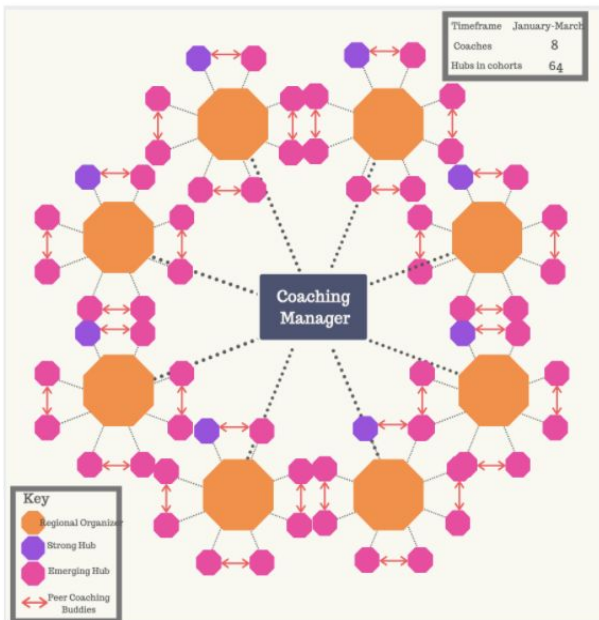 Timeframe January-March
Coaches 8
Hubs in cohorts 64
Coaching
Manager
Key
Regional Organizer
Strong Hub
Emerging Hub
Peer Coaching
Buddies